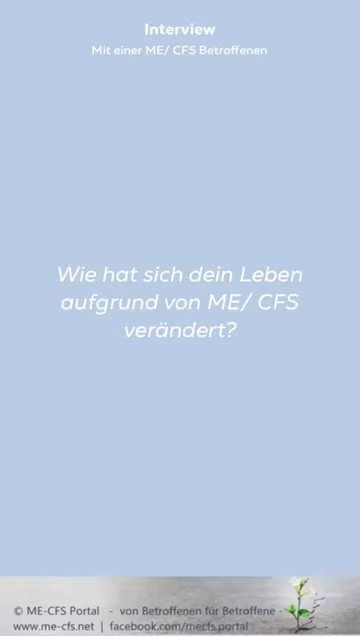 Interview
Mit einer ME/ CFS Betroffenen
Wie hat sich dein Leben
aufgrund von ME/ CFS
verändert?
© ME-CFS Portal - von Betroffenen für Betroffene -
www.me-cfs.net | facebook.com/mecfs.portal